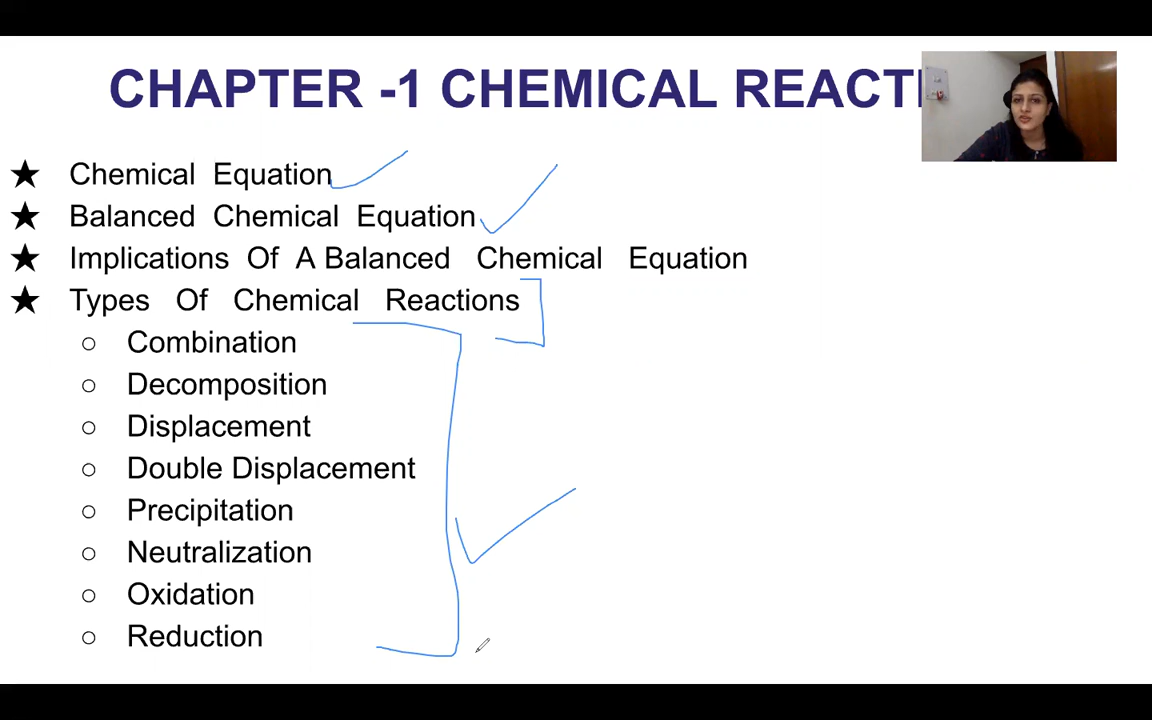 CHAPTER -1 CHEMICAL REACTI
★ Chemical Equation
★ Balanced Chemical Equation
★ Implications Of A Balanced Chemical Equation
★ Types Of Chemical Reactions
○ Combination
○ Decomposition
○ Displacement
○ Double Displacement
○ Precipitation
○ Neutralization
○ Oxidation
○ Reduction